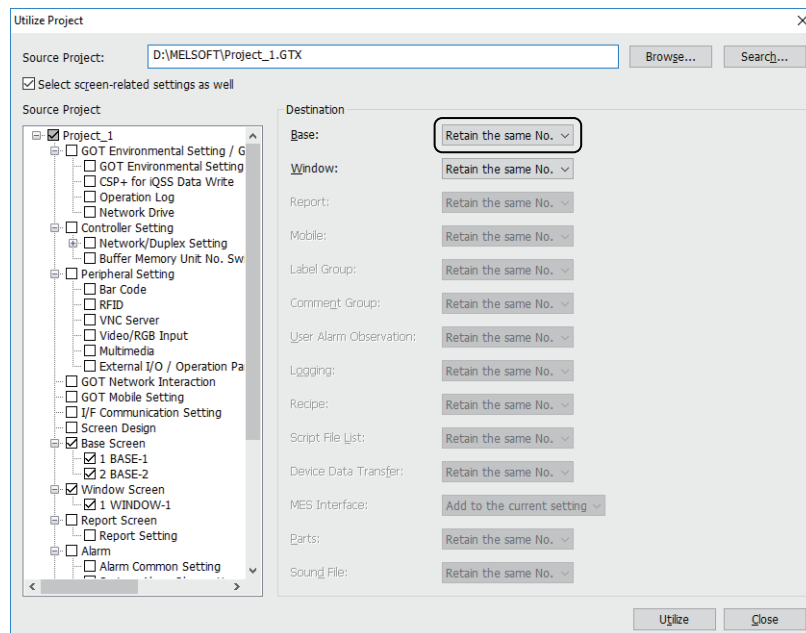 Utilize Project
Source Project: D:\MELSOFT\Project_1.GTX Browse... Search...
Select screen-related settings as well
Source Project
Project_1
GOT Environmental Setting / G
GOT Environmental Setting
CSP+ for iQSS Data Write
Operation Log
Network Drive
Controller Setting
Network/Duplex Setting
Buffer Memory Unit No. Sw
Peripheral Setting
Bar Code
RFID
VNC Server
Video/RGB Input
Multimedia
External I/O / Operation Pa
GOT Network Interaction
GOT Mobile Setting
I/F Communication Setting
Screen Design
Base Screen
1 BASE-1
2 BASE-2
Window Screen
1 WINDOW-1
Report Screen
Report Setting
Alarm
Alarm Common Setting
Destination
Base: Retain the same No.
Window: Retain the same No.
Report: Retain the same No.
Mobile: Retain the same No.
Label Group: Retain the same No.
Comment Group: Retain the same No.
User Alarm Observation: Retain the same No.
Logging: Retain the same No.
Recipe: Retain the same No.
Script File List: Retain the same No.
Device Data Transfer: Retain the same No.
MES Interface: Add to the current setting
Parts: Retain the same No.
Sound File: Retain the same No.
Utilize Close